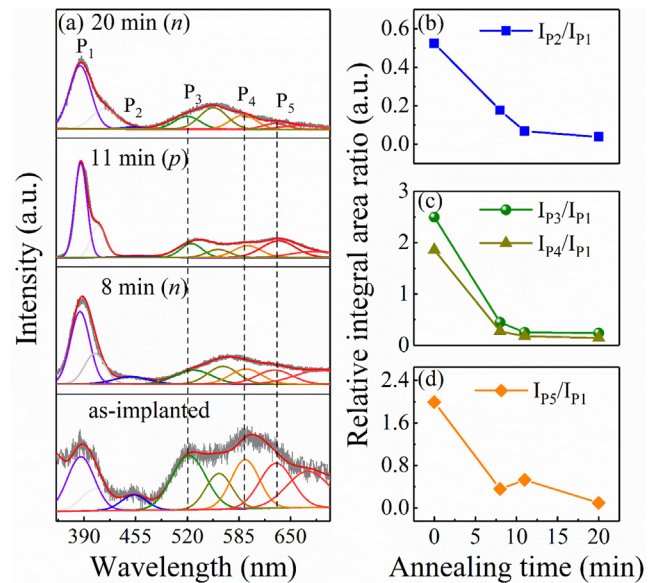 (a) 20 min (n)
P1
P2
P3
P4
P5
11 min (p)
8 min (n)
as-implanted
Intensity (a.u.)
390 455 520 585 650
Wavelength (nm)
(b)
IP2/IP1
0.6
0.4
0.2
0.0
(c)
IP3/IP1
IP4/IP1
3
2
1
0
(d)
IP5/IP1
2.0
1.6
0.8
0.0
Relative integral area ratio (a.u.)
0 5 10 15 20
Annealing time (min)